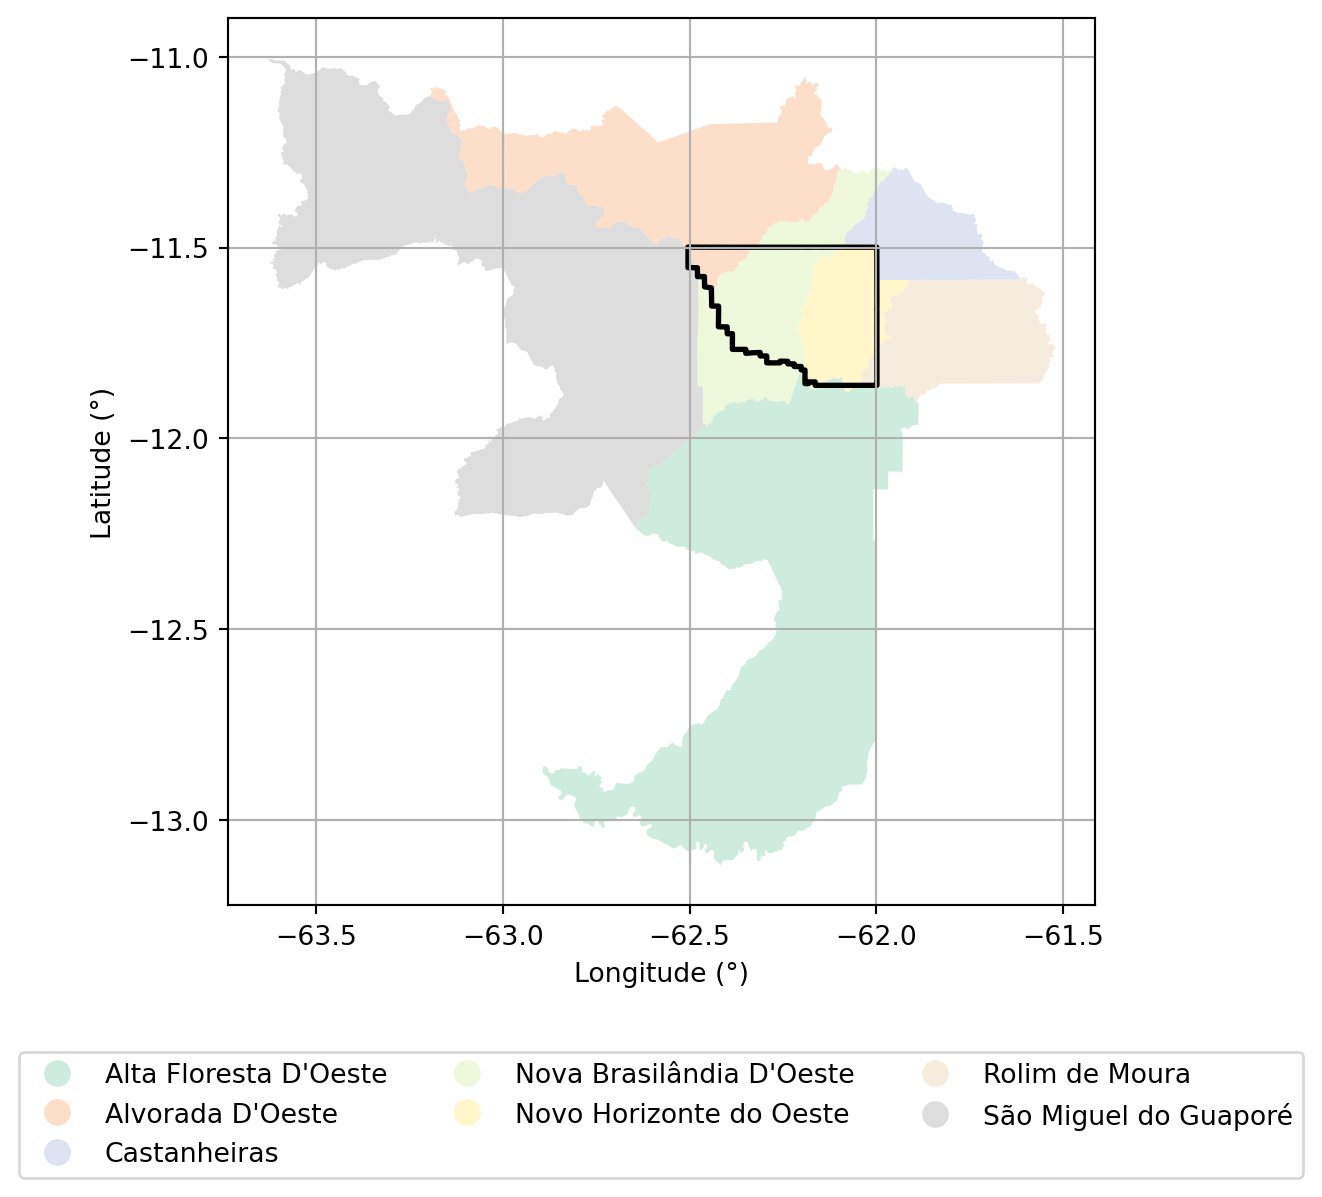 −11.0
−11.5
−12.0
−12.5
−13.0
Latitude (°)
−63.5 −63.0 −62.5 −62.0 −61.5
Longitude (°)
Alta Floresta D'Oeste
Alvorada D'Oeste
Castanheiras
Nova Brasilândia D'Oeste
Novo Horizonte do Oeste
Rolim de Moura
São Miguel do Guaporé